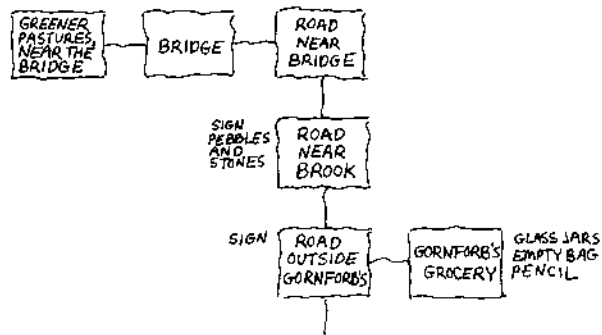 GREENER
PASTURES,
NEAR THE
BRIDGE
BRIDGE
ROAD
NEAR
BRIDGE
SIGN
PEBBLES
AND
STONES
ROAD
NEAR
BROOK
SIGN
ROAD
OUTSIDE
GORNFORB'S
GORNFORB'S
GROCERY
GLASS JARS
EMPTY BAG
PENCIL